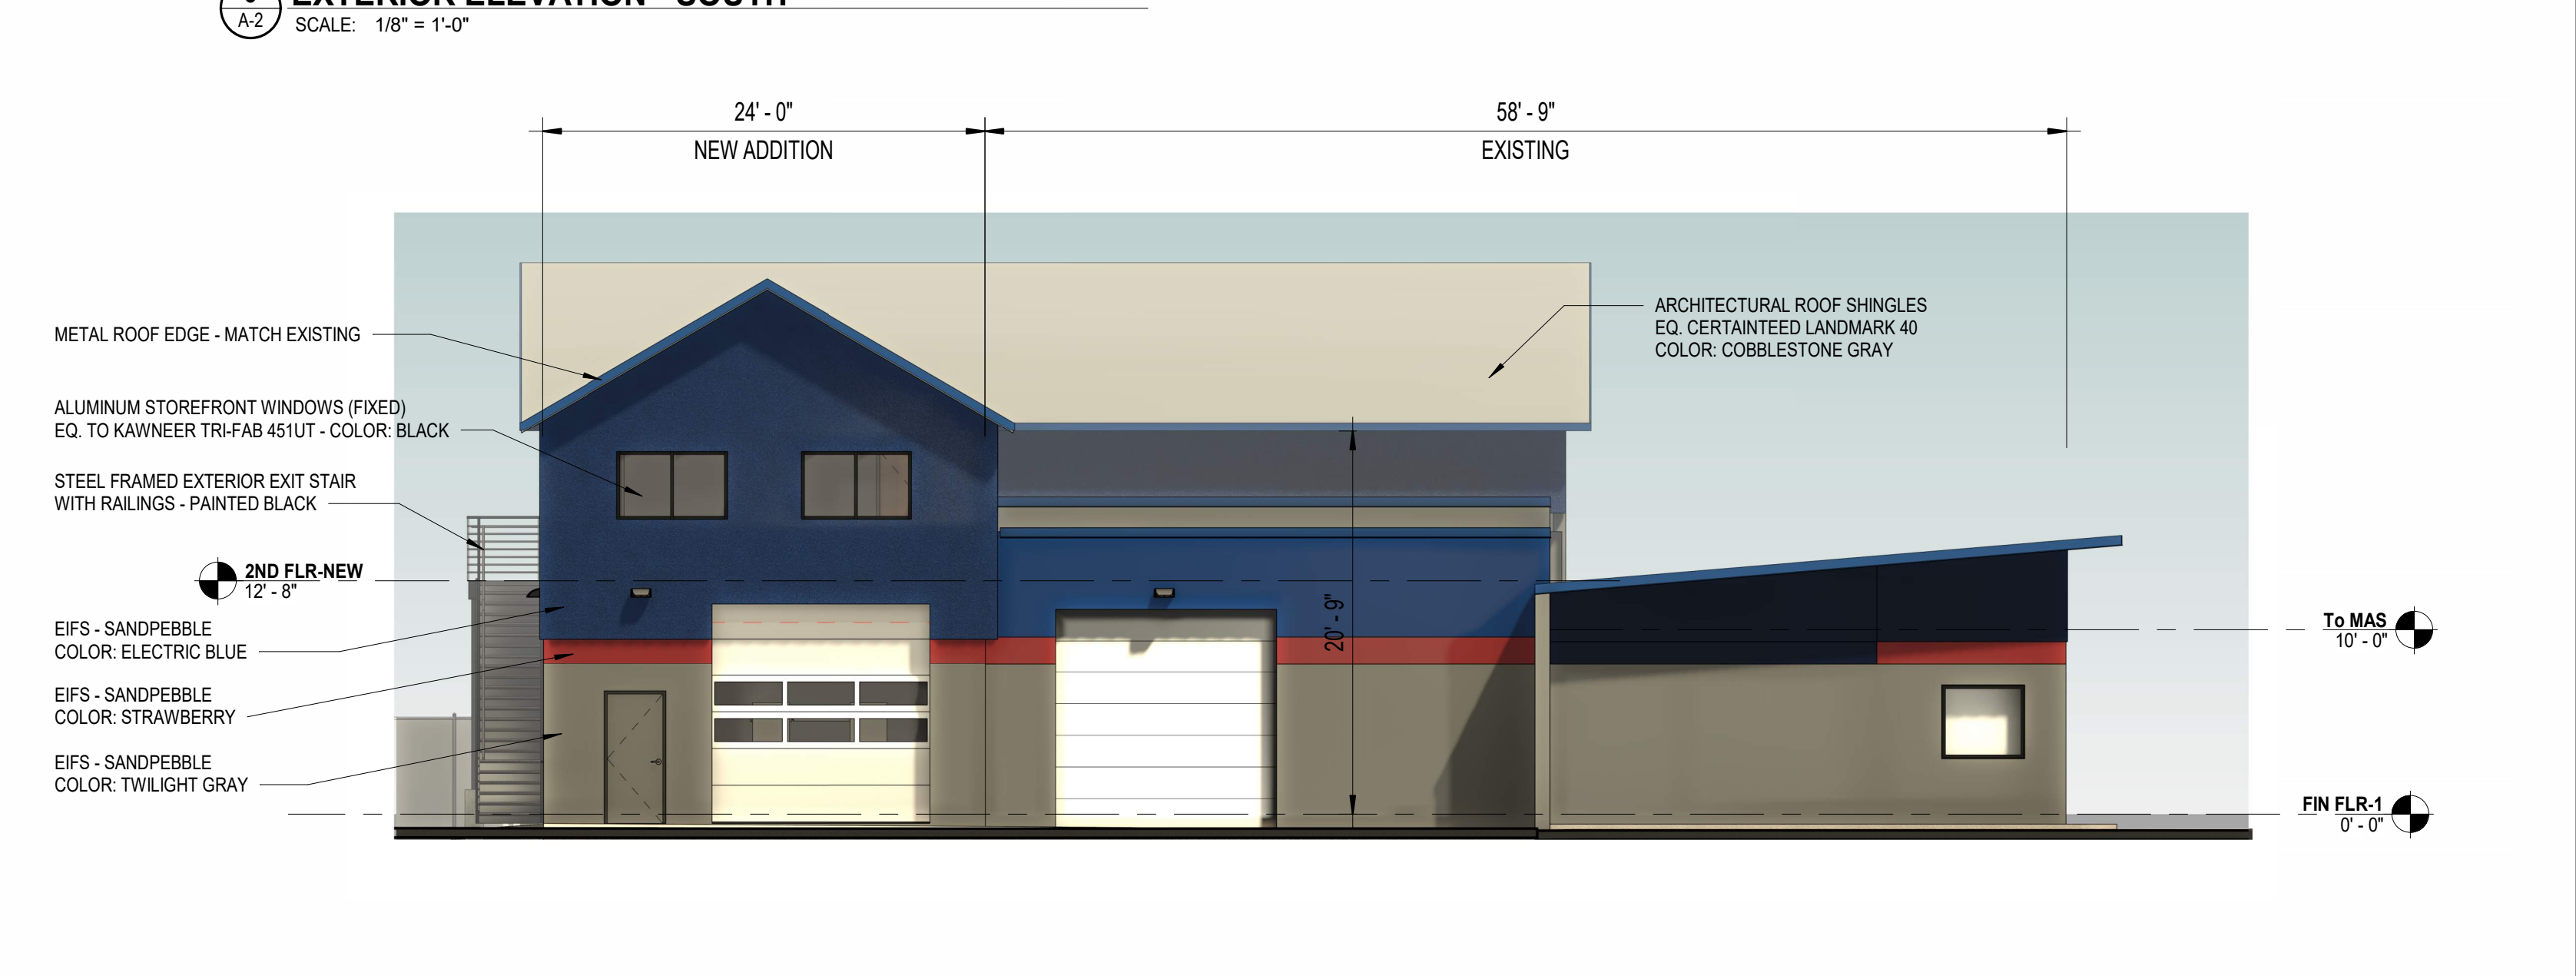 EXTERIOR ELEVATION - SOUTH
A-2
SCALE: 1/8" = 1'-0"
24' - 0"
58' - 9"
NEW ADDITION
EXISTING
METAL ROOF EDGE - MATCH EXISTING
ARCHITECTURAL ROOF SHINGLES
EQ. CERTAINTEED LANDMARK 40
COLOR: COBBLESTONE GRAY
ALUMINUM STOREFRONT WINDOWS (FIXED)
EQ. TO KAWNEER TRI-FAB 451UT - COLOR: BLACK
STEEL FRAMED EXTERIOR EXIT STAIR
WITH RAILINGS - PAINTED BLACK
2ND FLR-NEW
12' - 8"
20' - 9"
EIFS - SANDPEBBLE
COLOR: ELECTRIC BLUE
To MAS
10' - 0"
EIFS - SANDPEBBLE
COLOR: STRAWBERRY
EIFS - SANDPEBBLE
COLOR: TWILIGHT GRAY
FIN FLR-1
0' - 0"